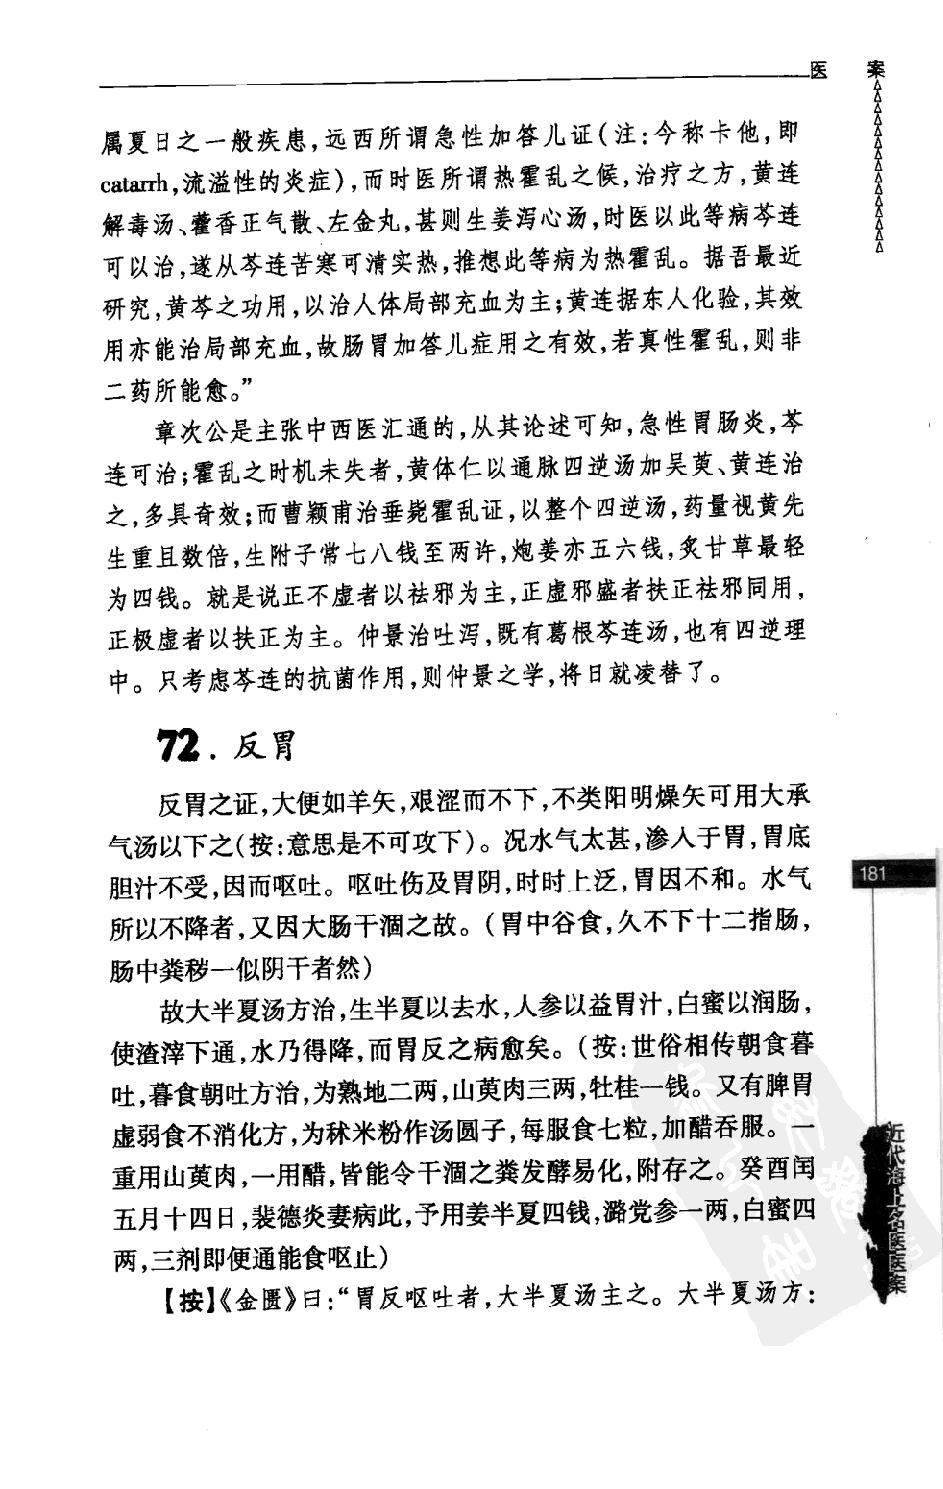 医 案
属夏日之一般疾患,远西所谓急性加答儿证(注:今称卡他,即
catarrh,流溢性的炎症),而时医所谓热霍乱之候,治疗之方,黄连
解毒汤、藿香正气散、左金丸,甚则生姜泻心汤,时医以此等病芩连
可以治,遂从芩连苦寒可清实热,推想此等病为热霍乱。据吾最近
研究,黄芩之功用,以治人体局部充血为主;黄连据东人化验,其效
用亦能治局部充血,故肠胃加答儿症用之有效,若真性霍乱,则非
二药所能愈。”
章次公是主张中西医汇通的,从其论述可知,急性胃肠炎,芩
连可治;霍乱之时机未失者,黄体仁以通脉四逆汤加吴萸、黄连治
之,多具奇效;而曹颖甫治垂毙霍乱证,以整个四逆汤,药量视黄先
生重且数倍,生附子常七八钱至两许,炮姜亦五六钱,炙甘草最轻
为四钱。就是说正不虚者以祛邪为主,正虚邪盛者扶正祛邪同用,
正极虚者以扶正为主。仲景治吐泻,既有葛根芩连汤,也有四逆理
中。只考虑芩连的抗菌作用,则仲景之学,将日就凌替了。
72. 反胃
反胃之证,大便如羊矢,艰涩而不下,不类阳明燥矢可用大承
气汤以下之(按:意思是不可攻下)。况水气太甚,渗入于胃,胃底
胆汁不受,因而呕吐。呕吐伤及胃阴,时时上泛,胃因不和。水气
所以不降者,又因大肠干涸之故。(胃中谷食,久不下十二指肠,
肠中粪秽一似阴干者然)
故大半夏汤方治,生半夏以去水,人参以益胃汁,白蜜以润肠,
使渣滓下通,水乃得降,而胃反之病愈矣。(按:世俗相传朝食暮
吐,暮食朝吐方治,为熟地二两,山萸肉三两,牡桂一钱。又有脾胃
虚弱食不消化方,为秫米粉作汤圆子,每服食七粒,加醋吞服。一
重用山萸肉,一用醋,皆能令干涸之粪发酵易化,附存之。癸酉闰
五月十四日,裴德炎妻病此,予用姜半夏四钱,潞党参一两,白蜜四
两,三剂即便通能食呕止)
【按】《金匮》曰:“胃反呕吐者,大半夏汤主之。大半夏汤方:
181
近代海上名医医案